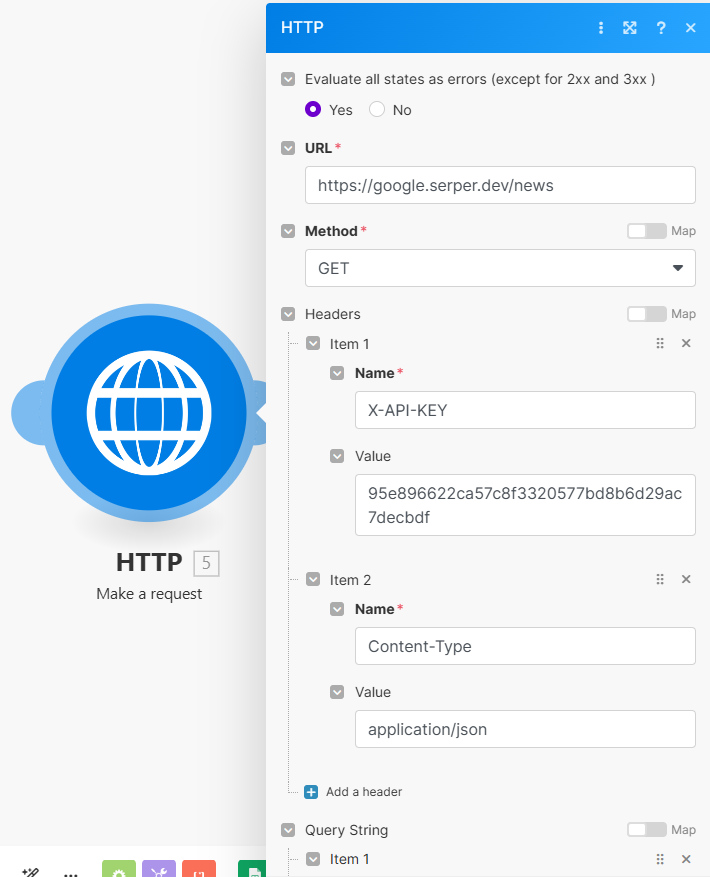 HTTP
Evaluate all states as errors (except for 2xx and 3xx )
Yes No
URL*
https://google.serper.dev/news
Method* Map
GET
Headers Map
Item 1
Name*
X-API-KEY
Value
95e896622ca57c8f3320577bd8b6d29ac
7decbdf
HTTP 5
Make a request
Item 2
Name*
Content-Type
Value
application/json
Add a header
Query String Map
Item 1